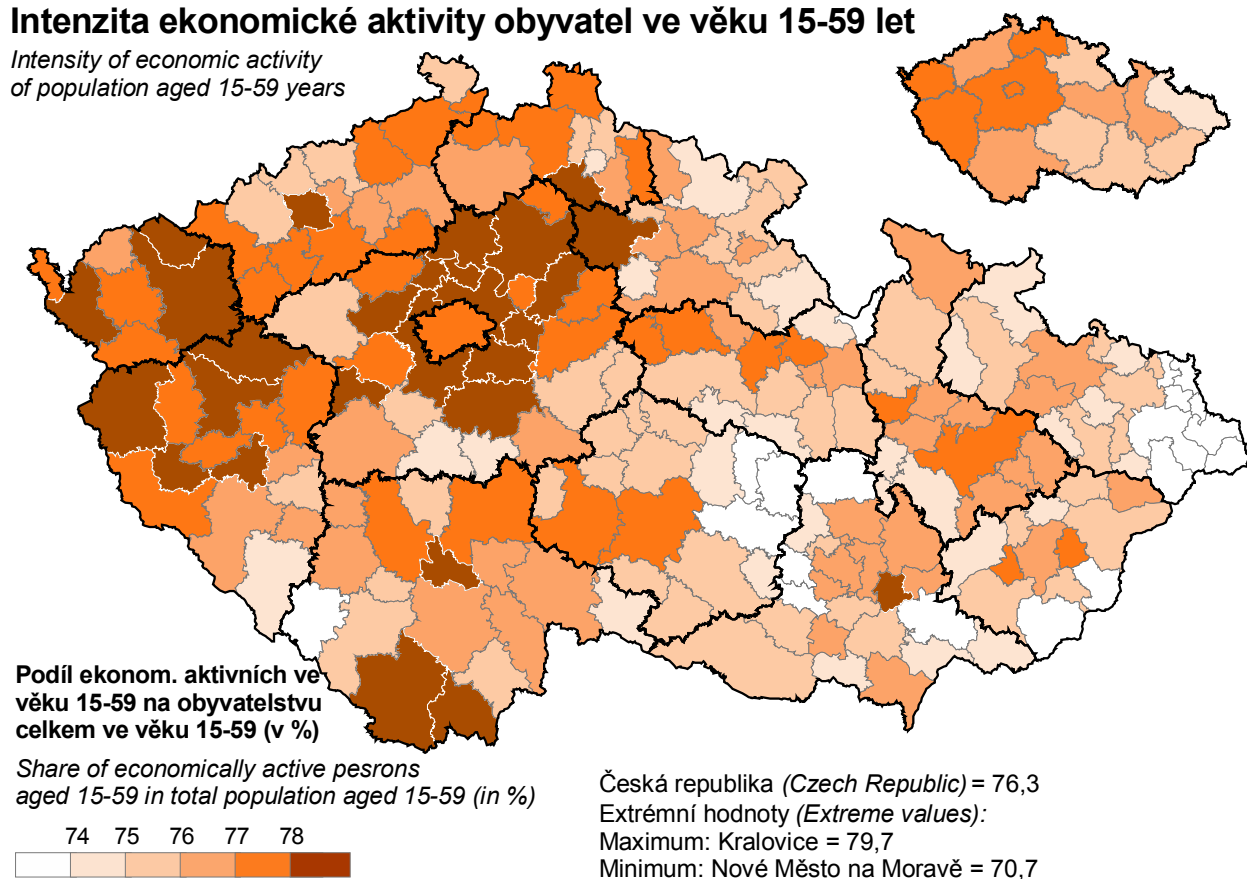 Intenzita ekonomické aktivity obyvatel ve věku 15-59 let
Intensity of economic activity
of population aged 15-59 years
Podíl ekonom. aktivních ve
věku 15-59 na obyvatelstvu
celkem ve věku 15-59 (v %)
Share of economically active pesrons
aged 15-59 in total population aged 15-59 (in %)
74 75 76 77 78
Česká republika (Czech Republic) = 76,3
Extrémní hodnoty (Extreme values):
Maximum: Kralovice = 79,7
Minimum: Nové Město na Moravě = 70,7